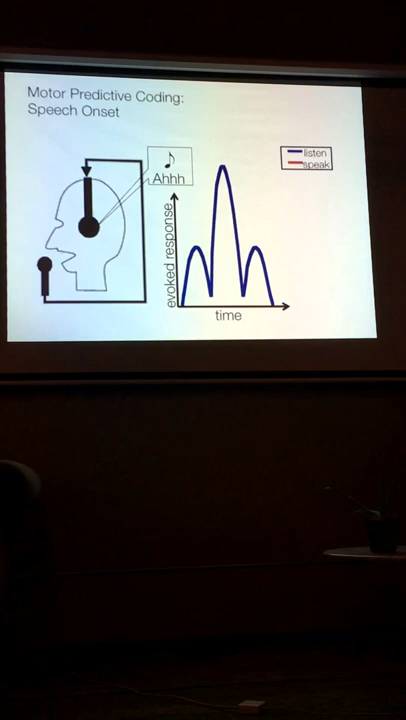 Motor Predictive Coding:
Speech Onset
Ahhh
listen
speak
evoked response
time